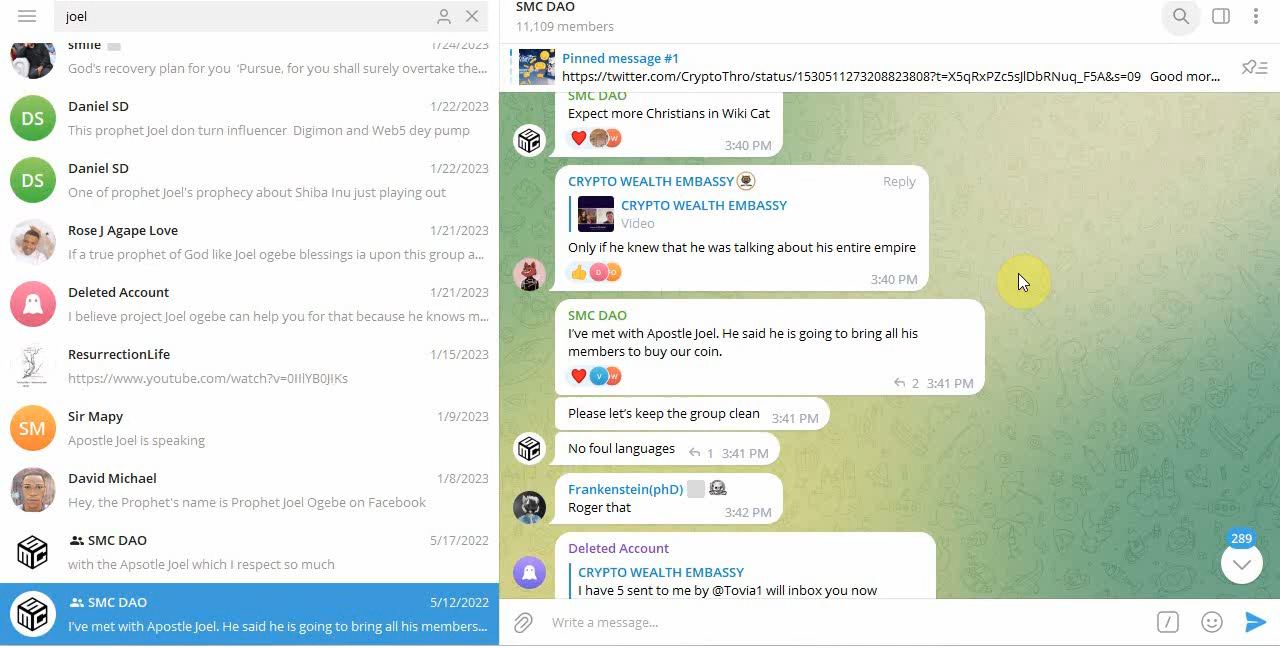 joel
smile
1/24/2023
God's recovery plan for you 'Pursue, for you shall surely overtake the...
DS
Daniel SD
1/22/2023
This prophet Joel don turn influencer Digimon and Web5 dey pump
DS
Daniel SD
1/22/2023
One of prophet Joel's prophecy about Shiba Inu just playing out
Rose J Agape Love
1/21/2023
If a true prophet of God like Joel ogebe blessings ia upon this group a...
Deleted Account
1/21/2023
I believe project Joel ogebe can help you for that because he knows m...
ResurrectionLife
1/15/2023
https://www.youtube.com/watch?v=0IIlYB0JIKs
SM
Sir Mapy
1/9/2023
Apostle Joel is speaking
David Michael
1/8/2023
Hey, the Prophet's name is Prophet Joel Ogebe on Facebook
SMC DAO
5/17/2022
with the Apsotle Joel which I respect so much
SMC DAO
5/12/2022
I've met with Apostle Joel. He said he is going to bring all his members...
SMC DAO
11,109 members
Pinned message #1
https://twitter.com/CryptoThro/status/1530511273208823808?t=X5qRxPZc5sJlDbRNuq_F5A&s=09 Good mor...
SMC DAO
Expect more Christians in Wiki Cat
3:40 PM
CRYPTO WEALTH EMBASSY
Reply
CRYPTO WEALTH EMBASSY
Video
Only if he knew that he was talking about his entire empire
3:40 PM
SMC DAO
I've met with Apostle Joel. He said he is going to bring all his
members to buy our coin.
2 3:41 PM
Please let's keep the group clean 3:41 PM
No foul languages 1 3:41 PM
Frankenstein(phD)
Roger that
3:42 PM
Deleted Account
CRYPTO WEALTH EMBASSY
I have 5 sent to me by @Tovia1 will inbox you now
289
Write a message...